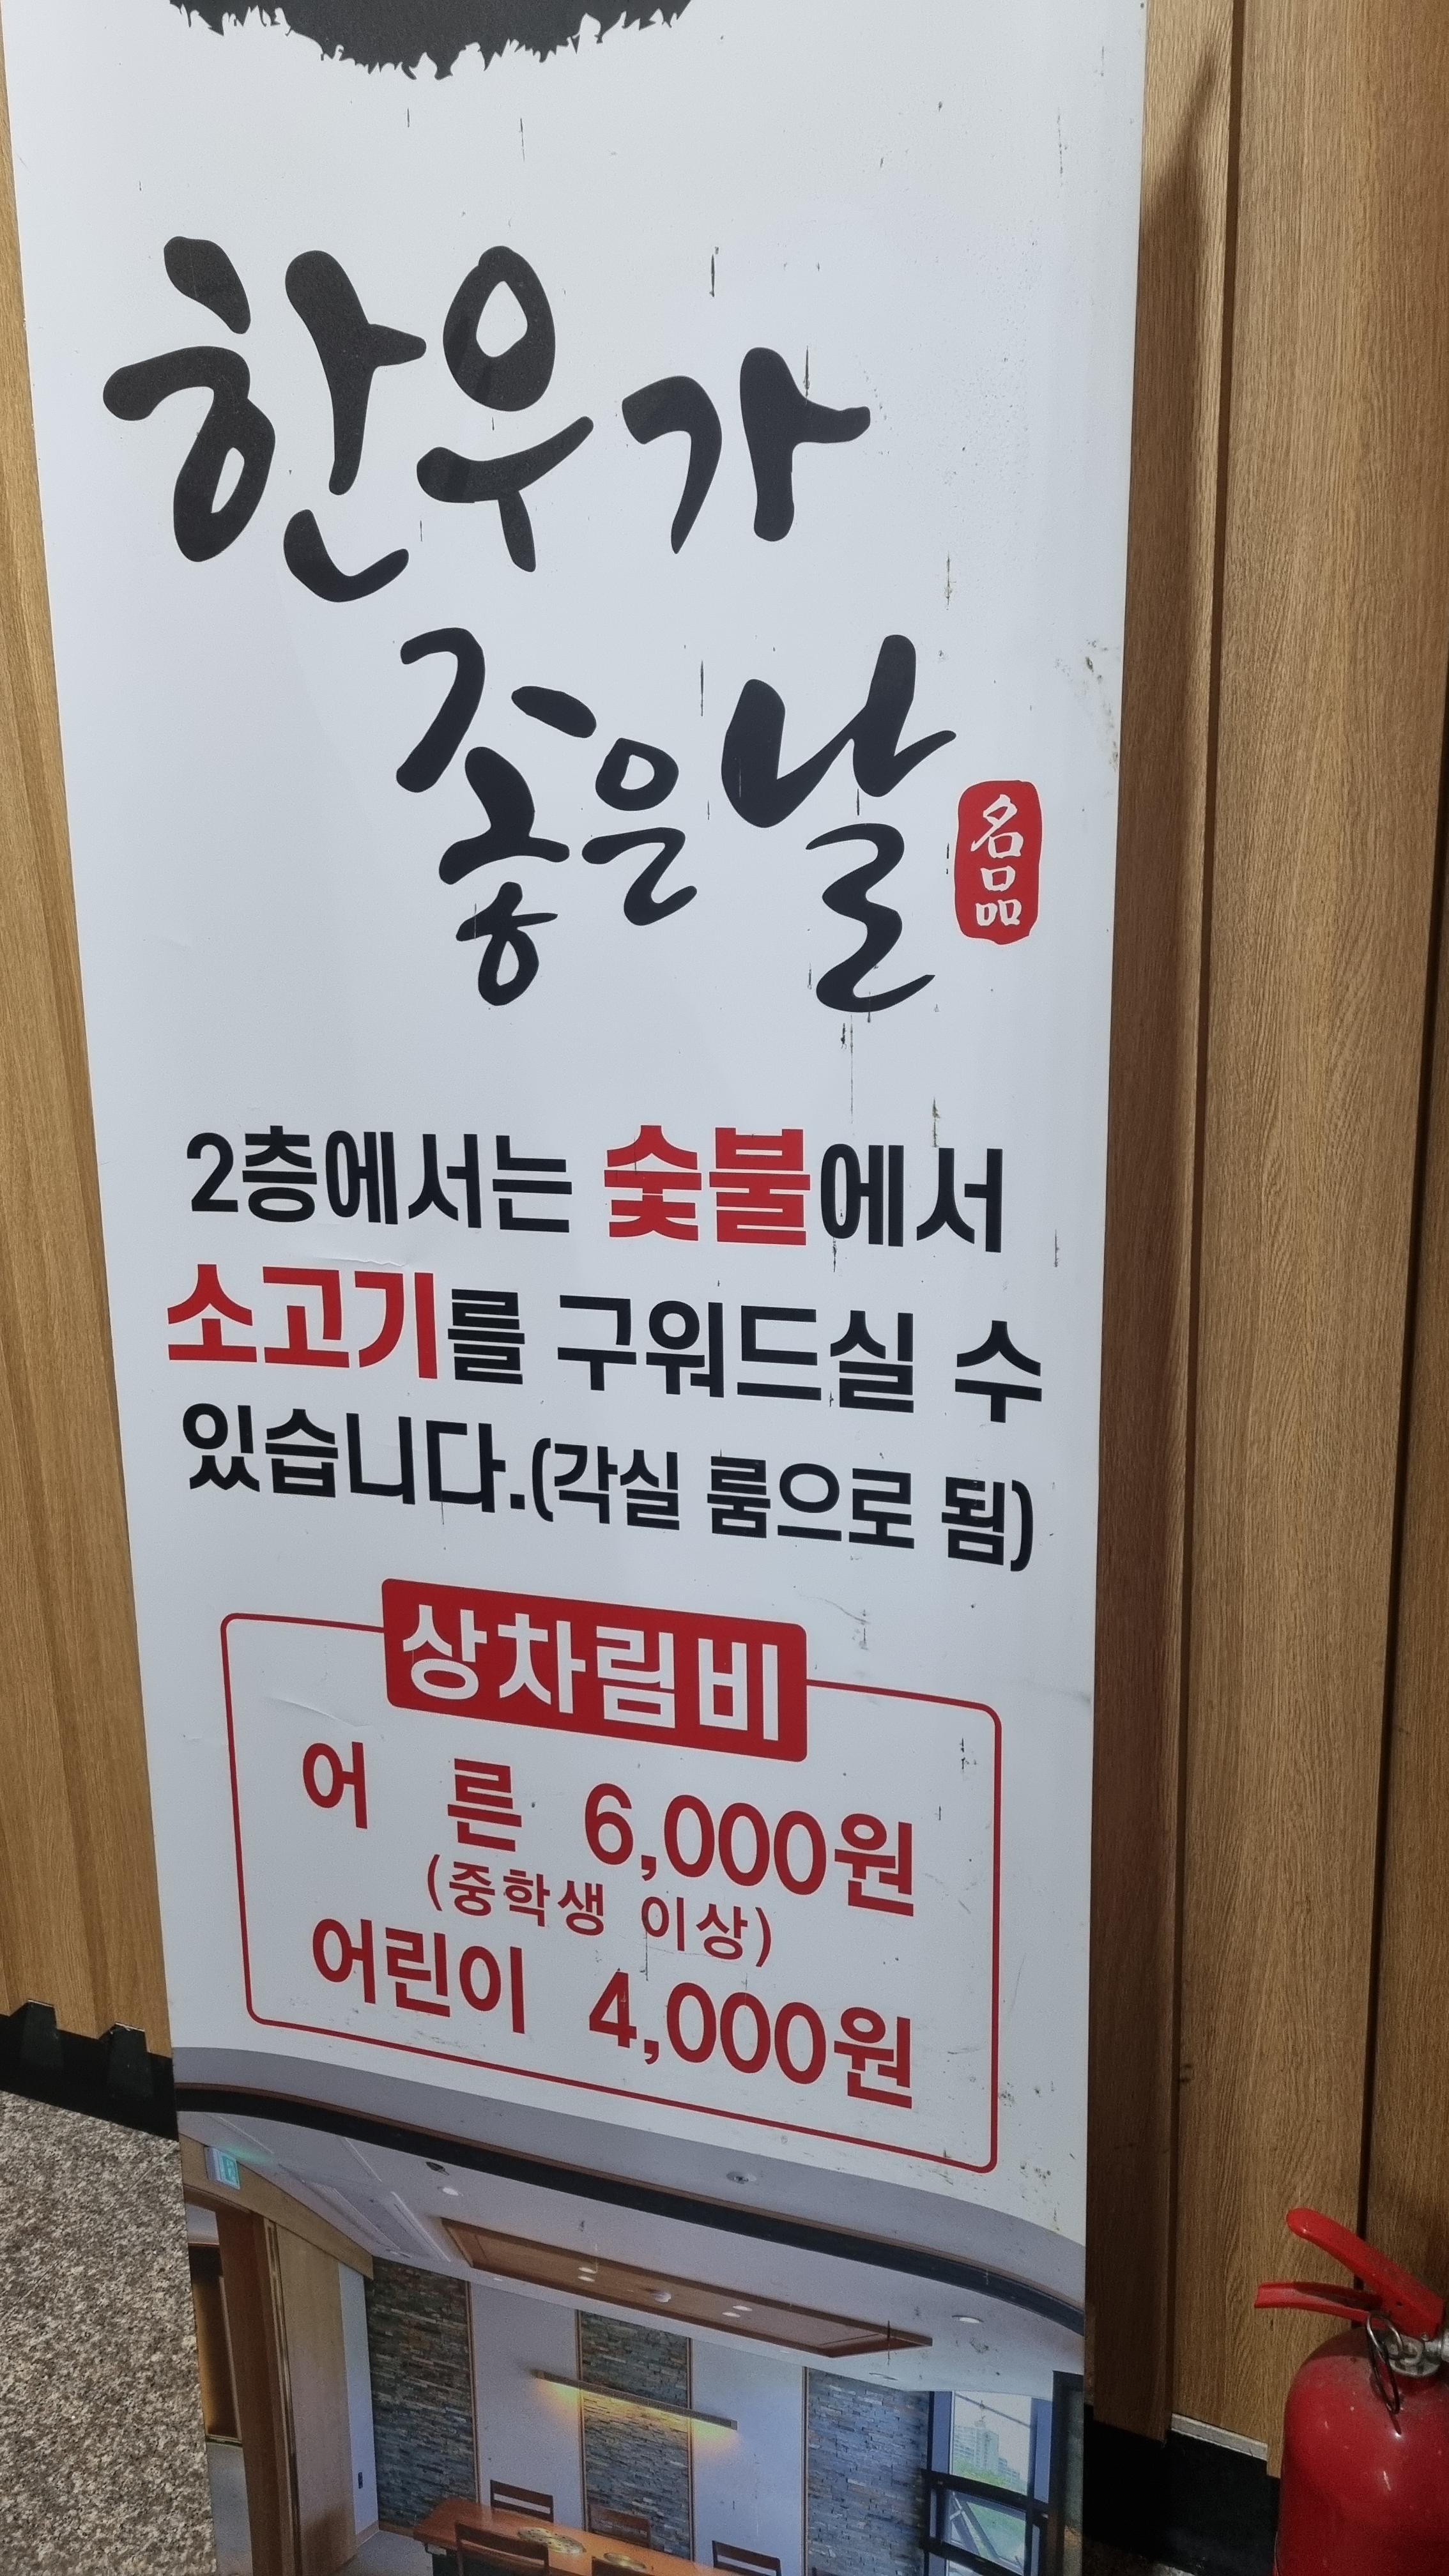 한우가
좋은날
名品
2층에서는 숯불에서
소고기를 구워드실 수
있습니다.(각실 룸으로 됨)
상차림비
어 른 6,000원
(중학생 이상)
어린이 4,000원